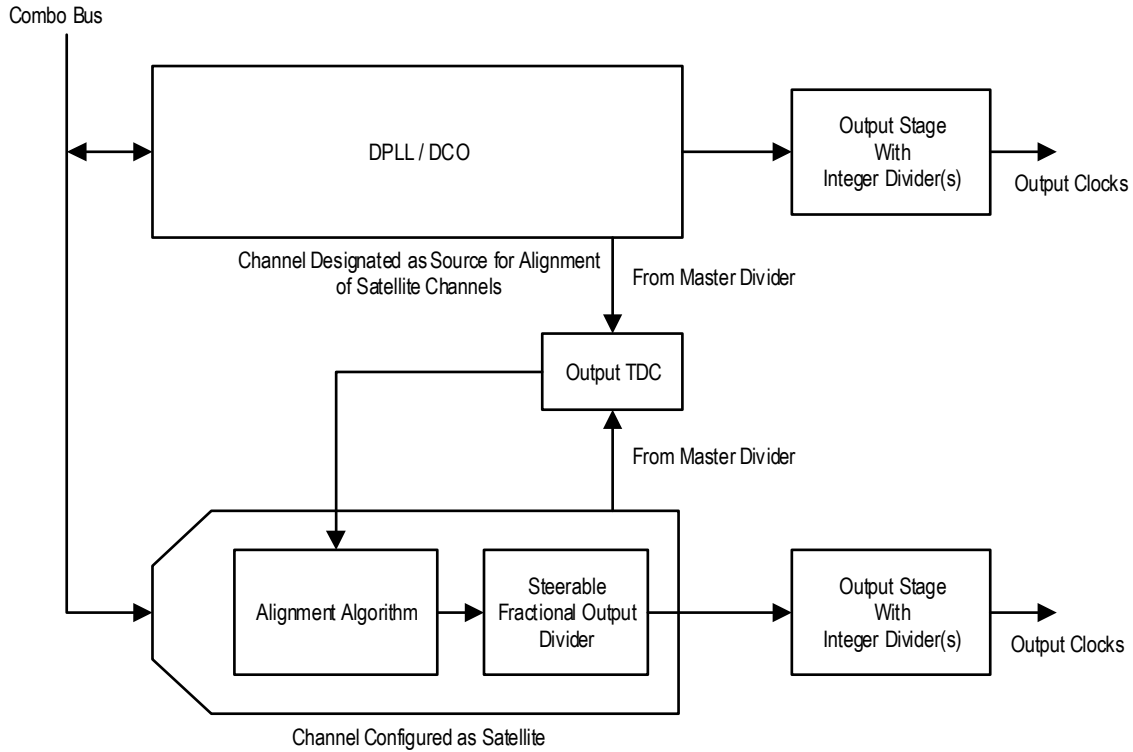 Combo Bus
DPLL / DCO
Output Stage
With
Integer Divider(s)
Output Clocks
Channel Designated as Source for Alignment
of Satellite Channels
From Master Divider
Output TDC
From Master Divider
Alignment Algorithm
Steerable
Fractional Output
Divider
Output Stage
With
Integer Divider(s)
Output Clocks
Channel Configured as Satellite